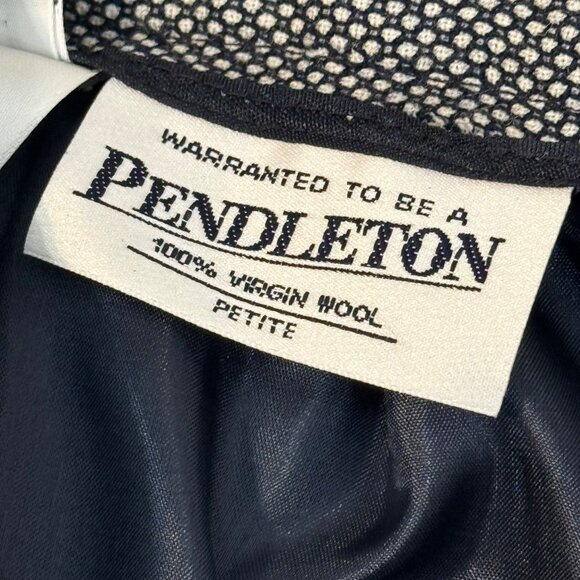 WARRANTED TO BE A
PENDLETON
100% VIRGIN WOOL
PETITE